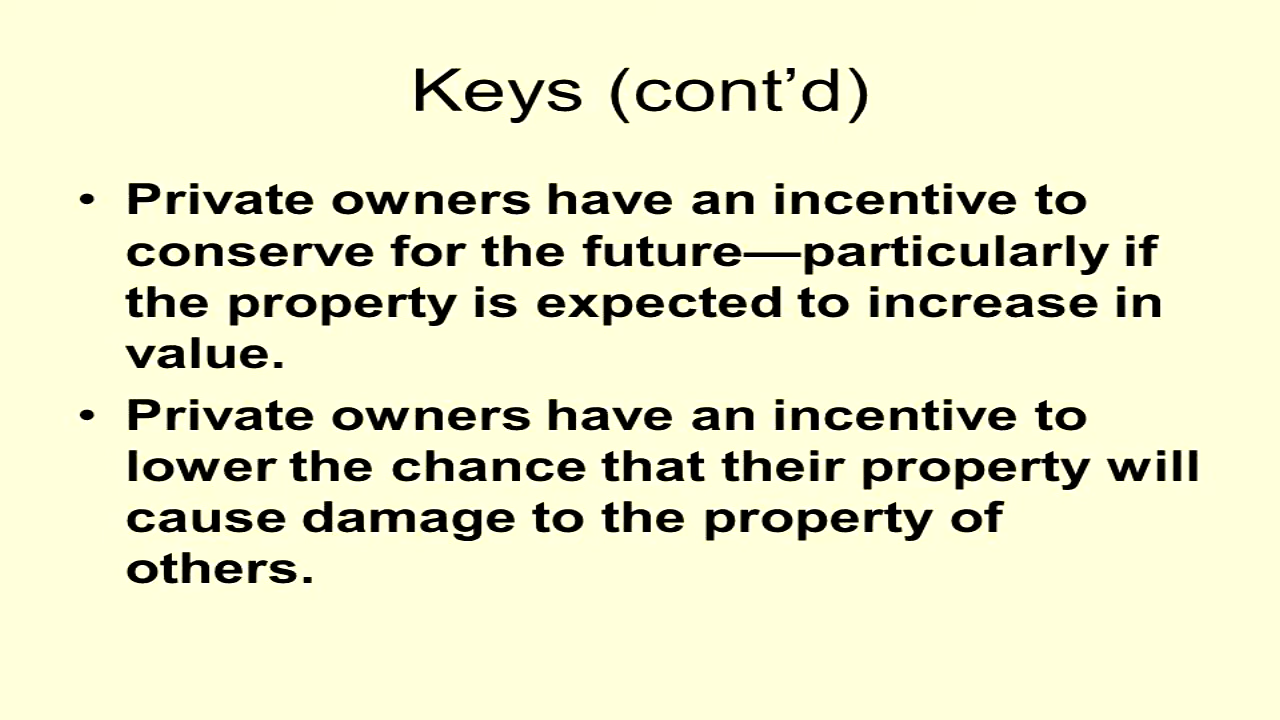 Keys (cont’d)
• Private owners have an incentive to
conserve for the future—particularly if
the property is expected to increase in
value.
• Private owners have an incentive to
lower the chance that their property will
cause damage to the property of
others.